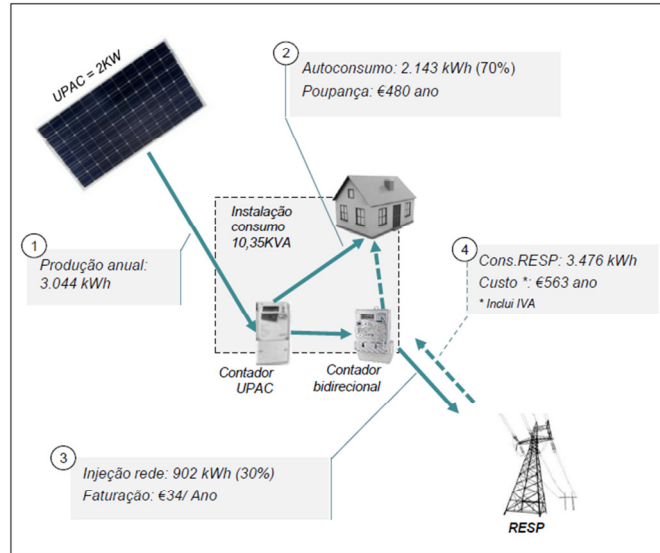 UPAC = 2KW
2
Autoconsumo: 2.143 kWh (70%)
Poupança: €480 ano
Instalação
consumo
10,35KVA
1
Produção anual:
3.044 kWh
4
Cons.RESP: 3.476 kWh
Custo *: €563 ano
* Inclui IVA
Contador
UPAC
Contador
bidirecional
3
Injeção rede: 902 kWh (30%)
Faturação: €34/ Ano
RESP